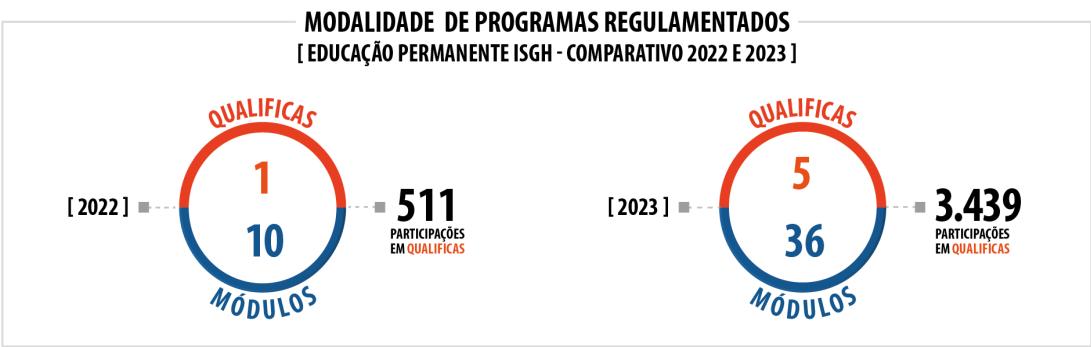 MODALIDADE DE PROGRAMAS REGULAMENTADOS
[ EDUCAÇÃO PERMANENTE ISGH - COMPARATIVO 2022 E 2023 ]
QUALIFICAS
1
[ 2022 ]
10
MÓDULOS
511
PARTICIPAÇÕES
EM QUALIFICAS
QUALIFICAS
5
[ 2023 ]
36
MÓDULOS
3.439
PARTICIPAÇÕES
EM QUALIFICAS